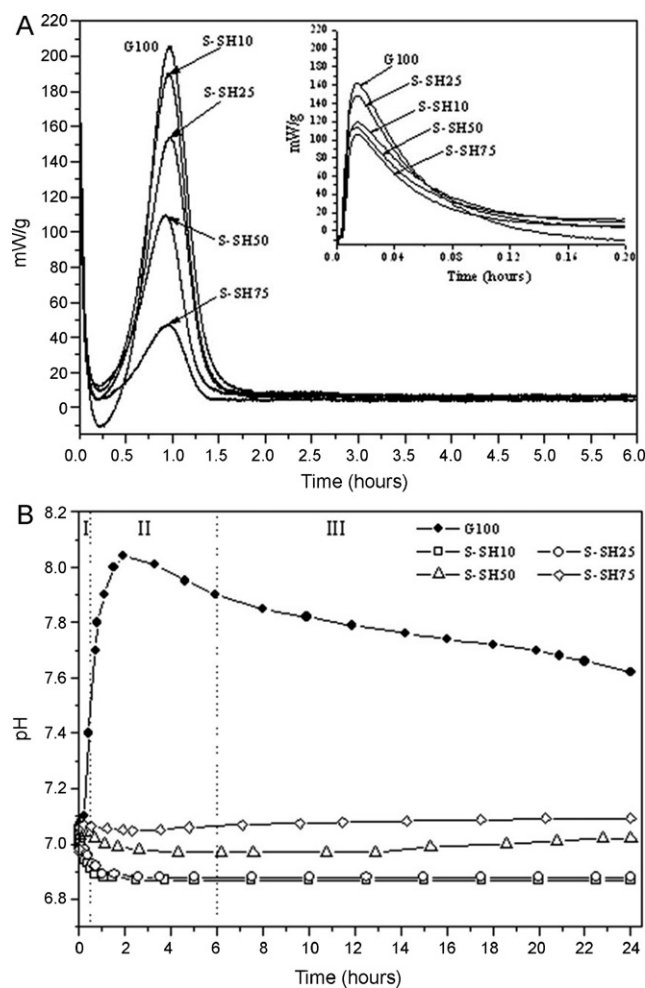 A
220
200
180
160
140
120
100
80
60
40
20
0
mW/g
G100
S-SH10
S-SH25
S-SH50
S-SH75
0.0 0.5 1.0 1.5 2.0 2.5 3.0 3.5 4.0 4.5 5.0 5.5 6.0
Time (hours)
220
200
180
160
140
120
100
80
60
40
20
0
mW/g
G100
S-SH25
S-SH10
S-SH50
S-SH75
0.0 0.04 0.08 0.12 0.16 0.20
Time (hours)
B
8.2
8.0
7.8
7.6
7.4
7.2
7.0
6.8
pH
I II III
G100
S-SH10 S-SH25
S-SH50 S-SH75
0 2 4 6 8 10 12 14 16 18 20 22 24
Time (hours)